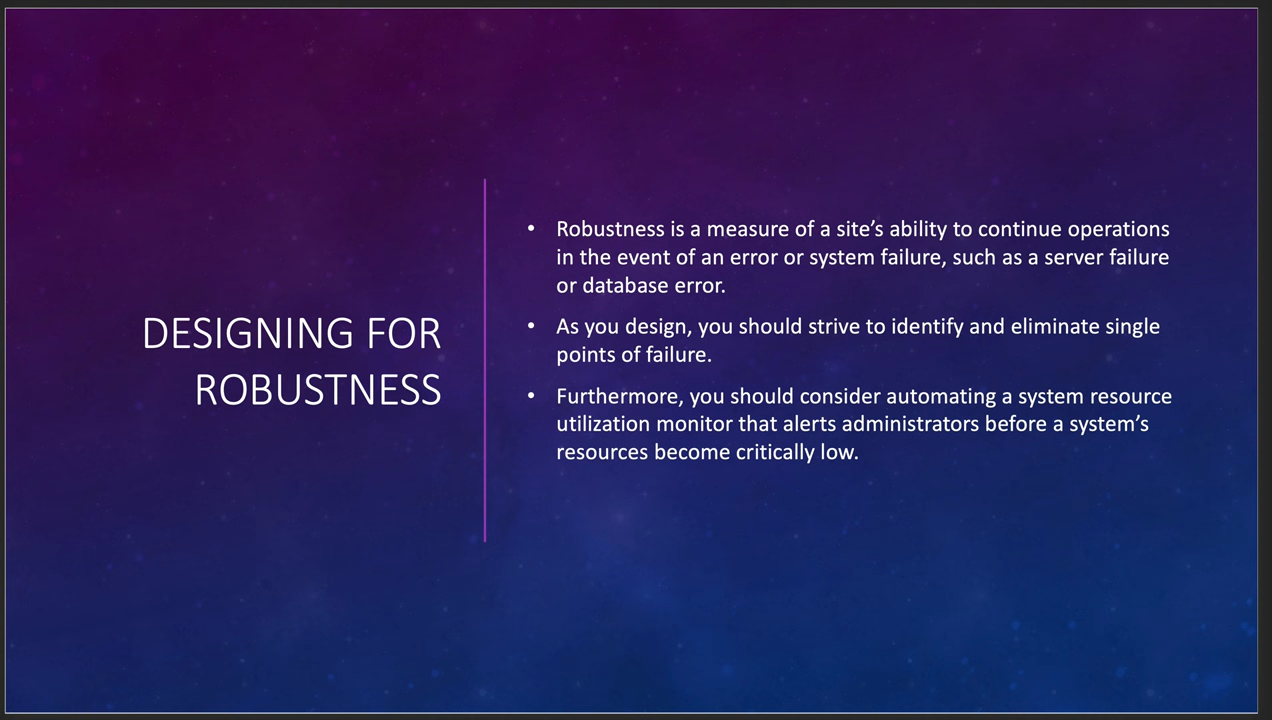 DESIGNING FOR
ROBUSTNESS
• Robustness is a measure of a site’s ability to continue operations
in the event of an error or system failure, such as a server failure
or database error.
• As you design, you should strive to identify and eliminate single
points of failure.
• Furthermore, you should consider automating a system resource
utilization monitor that alerts administrators before a system’s
resources become critically low.